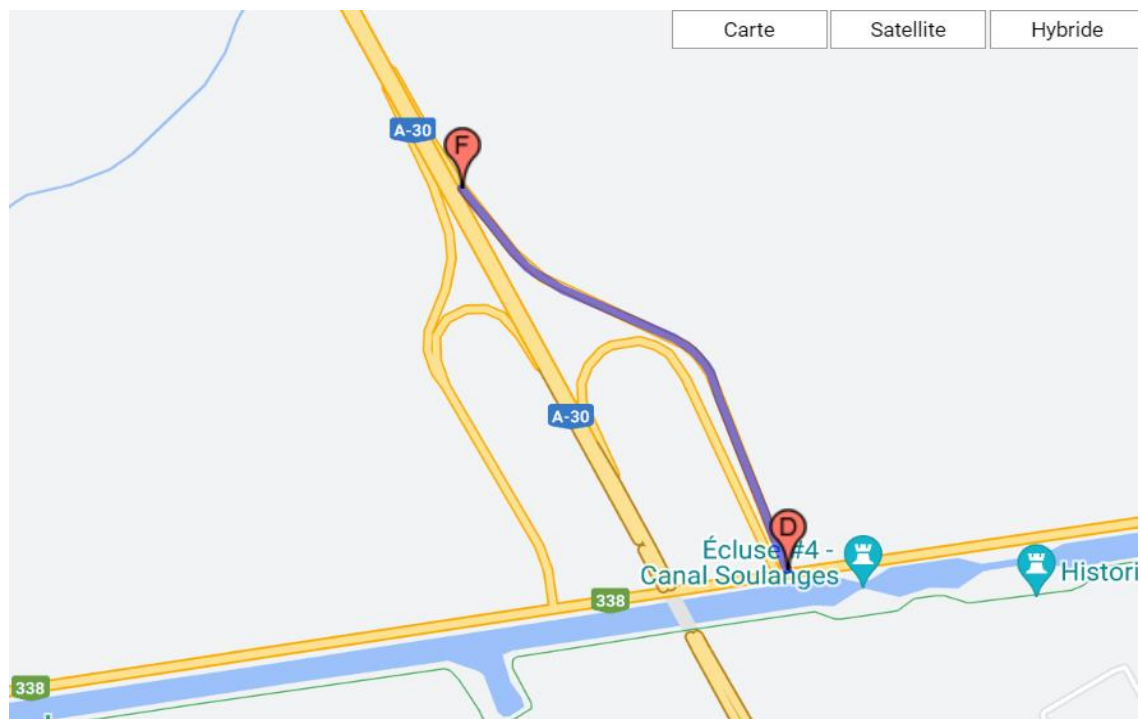 Carte
Satellite
Hybride
A-30
F
A-30
D
Écluse #4 -
Canal Soulanges
Histori
338
338